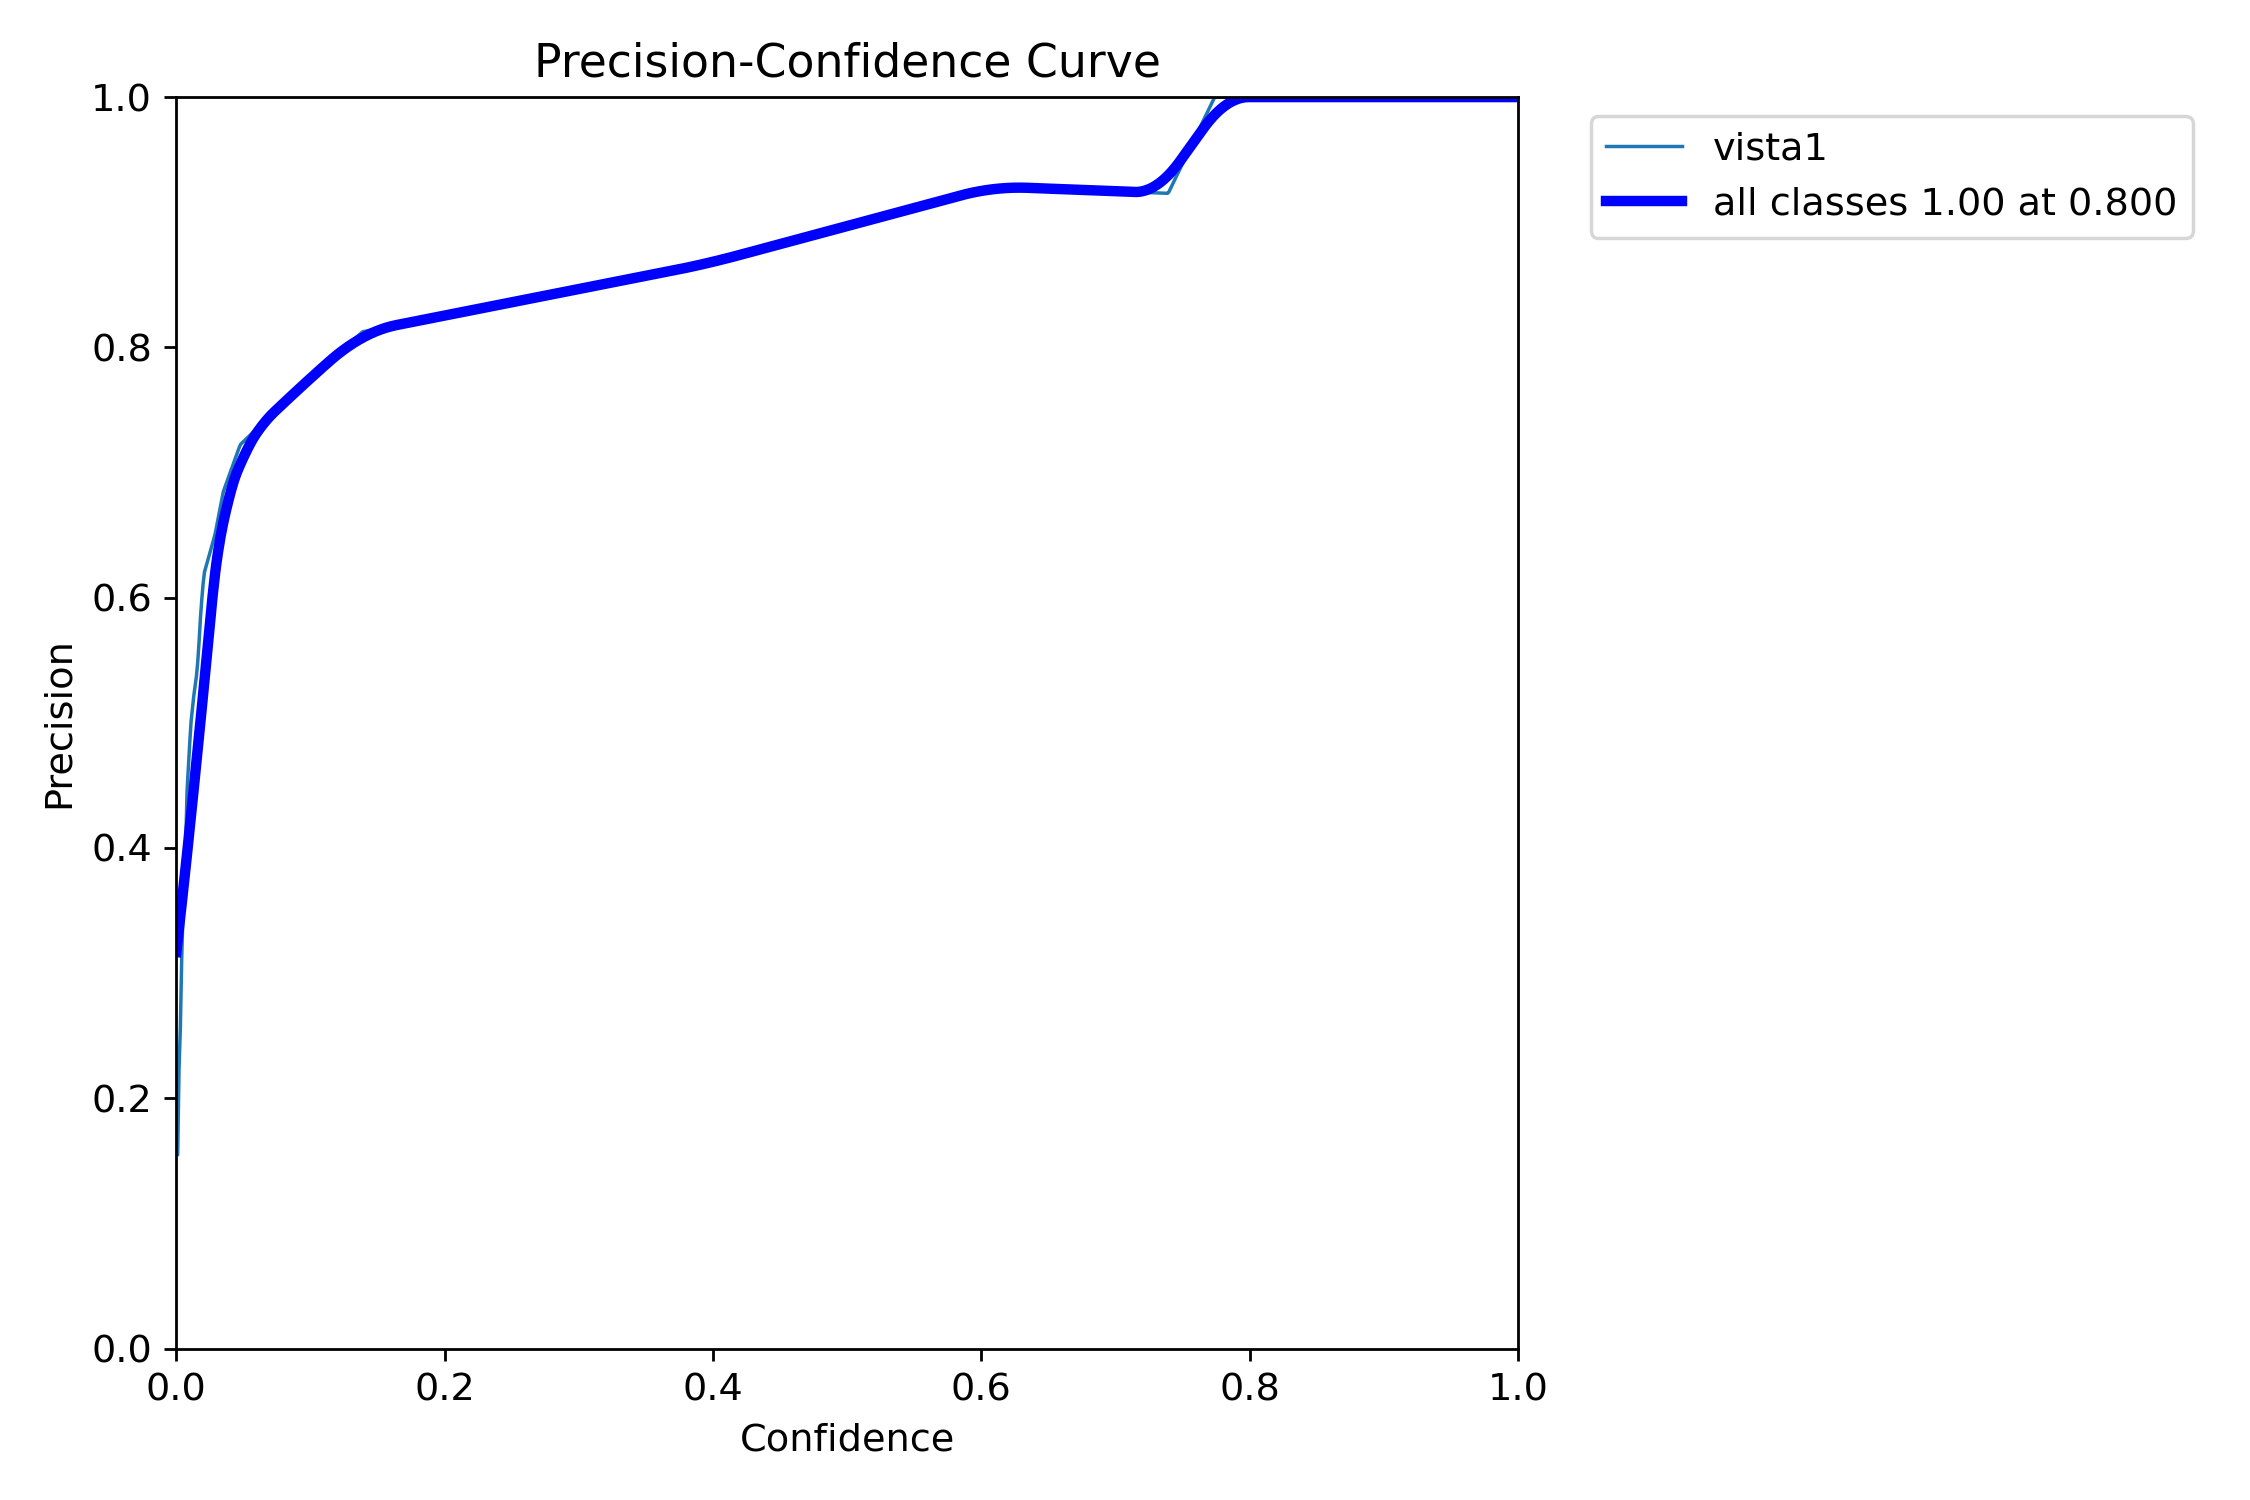 Precision-Confidence Curve
1.0
0.8
0.6
0.4
0.2
0.0
Precision
0.0 0.2 0.4 0.6 0.8 1.0
Confidence
vista1
all classes 1.00 at 0.800